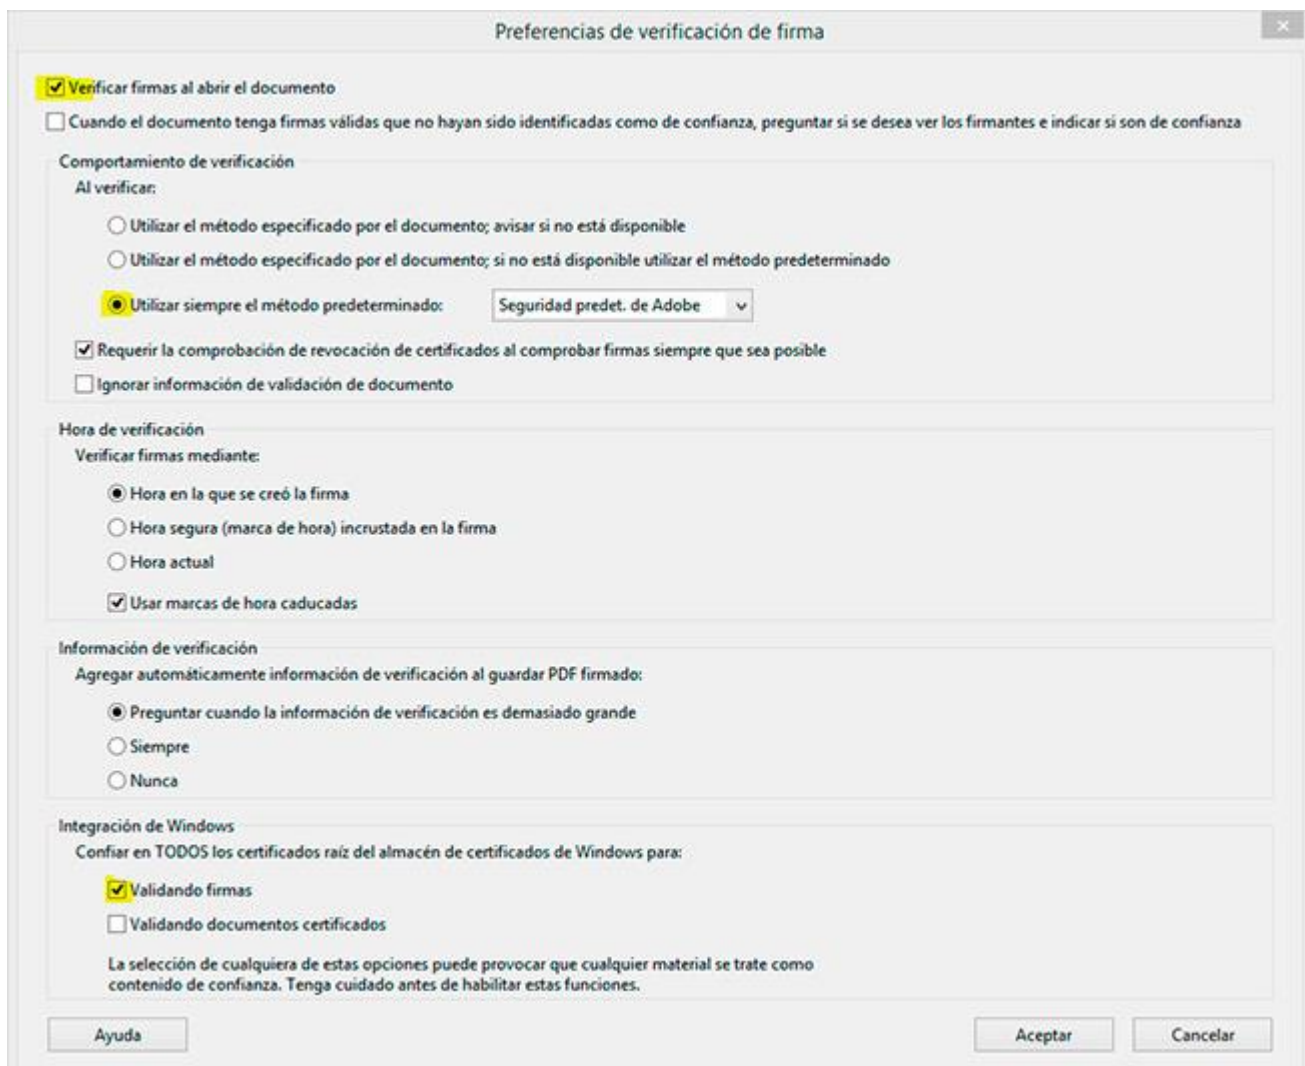 Preferencias de verificación de firma
Verificar firmas al abrir el documento
Cuando el documento tenga firmas válidas que no hayan sido identificadas como de confianza, preguntar si se desea ver los firmantes e indicar si son de confianza
Comportamiento de verificación
Al verificar:
Utilizar el método especificado por el documento; avisar si no está disponible
Utilizar el método especificado por el documento; si no está disponible utilizar el método predeterminado
Utilizar siempre el método predeterminado: Seguridad predet. de Adobe
Requerir la comprobación de revocación de certificados al comprobar firmas siempre que sea posible
Ignorar información de validación de documento
Hora de verificación
Verificar firmas mediante:
Hora en la que se creó la firma
Hora segura (marca de hora) incrustada en la firma
Hora actual
Usar marcas de hora caducadas
Información de verificación
Agregar automáticamente información de verificación al guardar PDF firmado:
Preguntar cuando la información de verificación es demasiado grande
Siempre
Nunca
Integración de Windows
Confiar en TODOS los certificados raíz del almacén de certificados de Windows para:
Validando firmas
Validando documentos certificados
La selección de cualquiera de estas opciones puede provocar que cualquier material se trate como
contenido de confianza. Tenga cuidado antes de habilitar estas funciones.
Ayuda Aceptar Cancelar